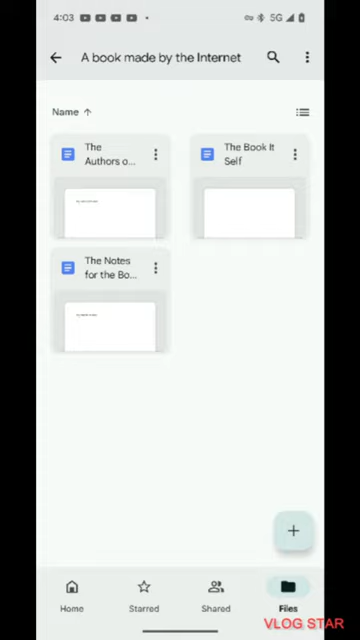 4:03
5G
A book made by the Internet
Name
The
Authors o...
The Book It
Self
The Notes
for the Bo...
Home
Starred
Shared
Files
VLOG STAR